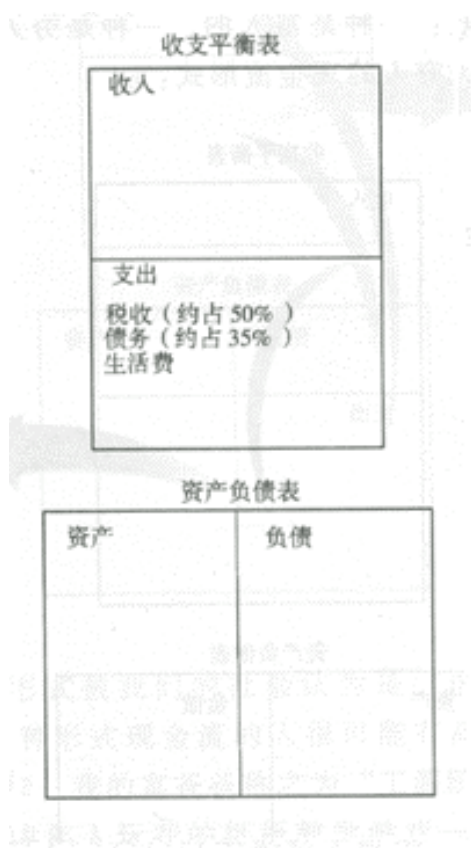 收支平衡表
收入
支出
税收（约占 50% ）
债务（约占 35% ）
生活费
资产负债表
资产
负债